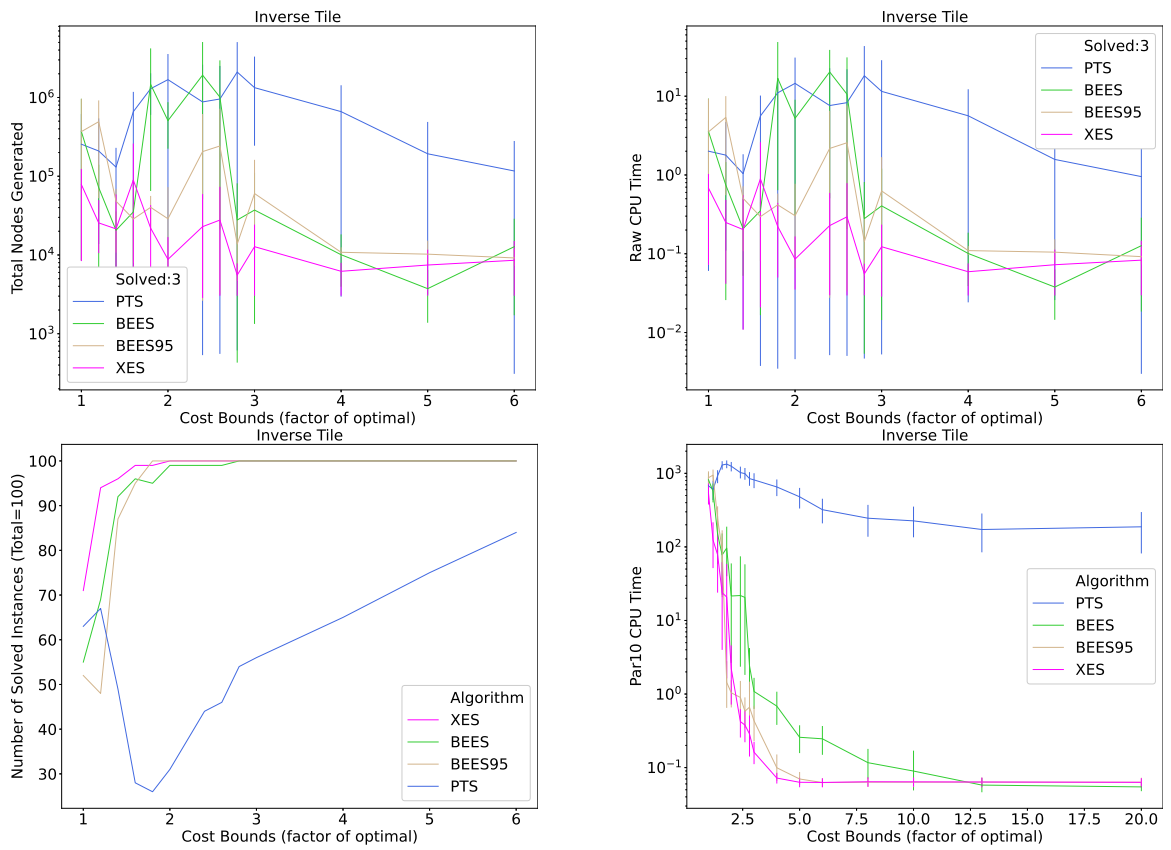 Inverse Tile
Total Nodes Generated
10^6
10^5
10^4
10^3
Solved:3
PTS
BEES
BEES95
XES
1 2 3 4 5 6
Cost Bounds (factor of optimal)
Inverse Tile
Raw CPU Time
10^1
10^0
10^−1
10^−2
Solved:3
PTS
BEES
BEES95
XES
1 2 3 4 5 6
Cost Bounds (factor of optimal)
Inverse Tile
Number of Solved Instances (Total=100)
100
90
80
70
60
50
40
30
Algorithm
XES
BEES
BEES95
PTS
1 2 3 4 5 6
Cost Bounds (factor of optimal)
Inverse Tile
Par10 CPU Time
10^3
10^2
10^1
10^0
10^−1
Algorithm
PTS
BEES
BEES95
XES
2.5 5.0 7.5 10.0 12.5 15.0 17.5 20.0
Cost Bounds (factor of optimal)